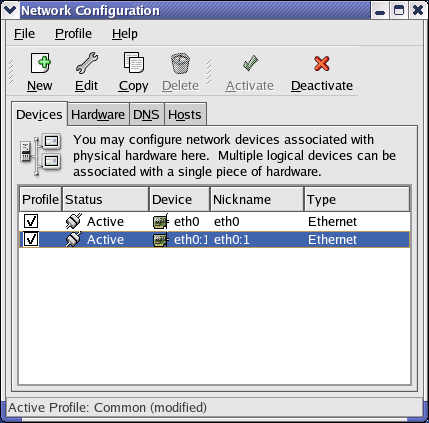 Network Configuration
File Profile Help
New Edit Copy Delete Activate Deactivate
Devices Hardware DNS Hosts
You may configure network devices associated with
physical hardware here. Multiple logical devices can be
associated with a single piece of hardware.
Profile Status Device Nickname Type
Active eth0 eth0 Ethernet
Active eth0:1 eth0:1 Ethernet
Active Profile: Common (modified)